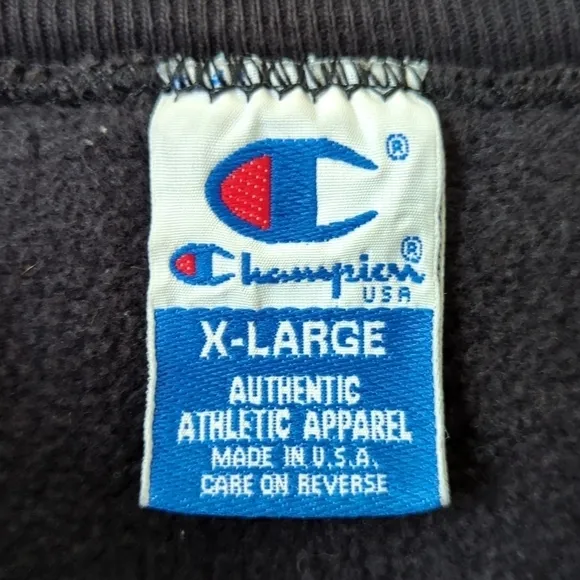 ®
Champion®
USA
X-LARGE
AUTHENTIC
ATHLETIC APPAREL
MADE IN U.S.A.
CARE ON REVERSE